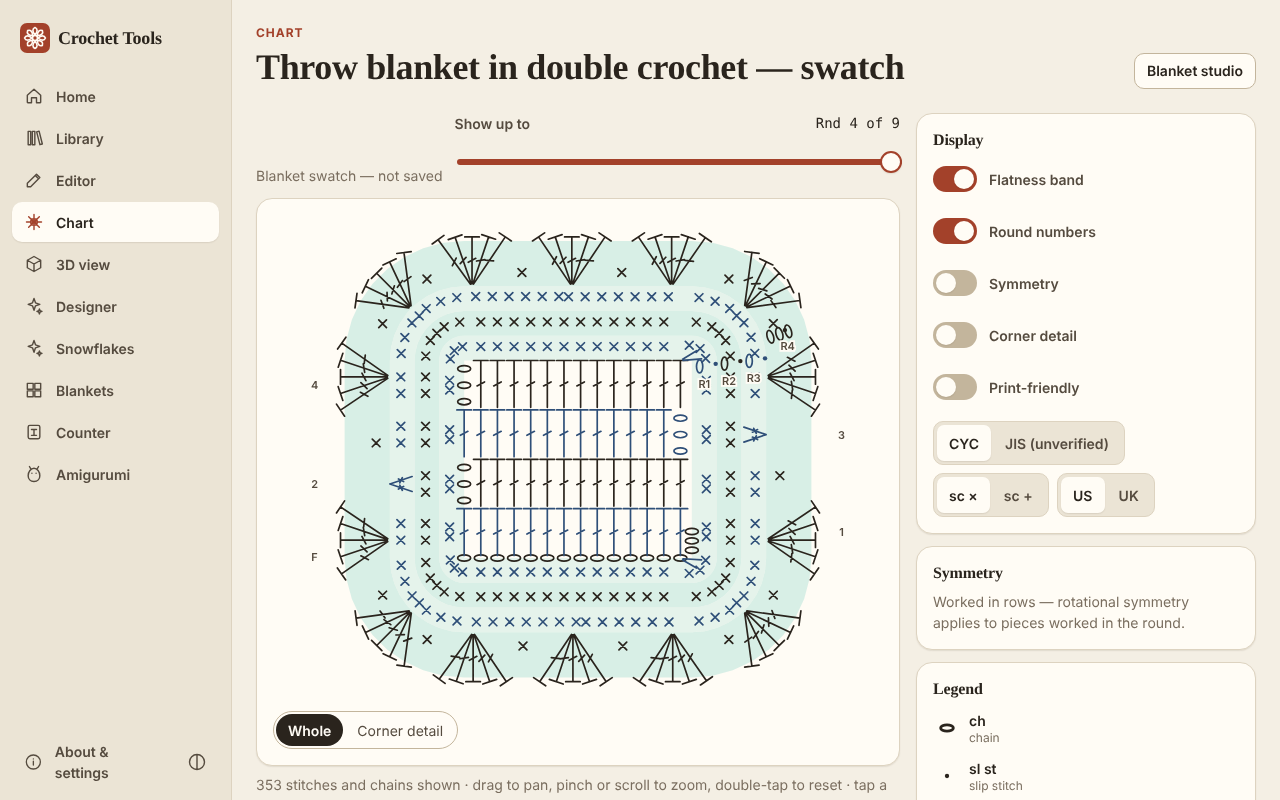 Crochet Tools
Home
Library
Editor
Chart
3D view
Designer
Snowflakes
Blankets
Counter
Amigurumi
About &
settings
CHART
Throw blanket in double crochet — swatch
Blanket studio
Show up to
Rnd 4 of 9
Blanket swatch — not saved
R4
R1 R2 R3
4
3
2
1
F
Whole
Corner detail
353 stitches and chains shown · drag to pan, pinch or scroll to zoom, double-tap to reset · tap a
Display
Flatness band
Round numbers
Symmetry
Corner detail
Print-friendly
CYC JIS (unverified)
sc × sc + US UK
Symmetry
Worked in rows — rotational symmetry
applies to pieces worked in the round.
Legend
ch
chain
sl st
slip stitch